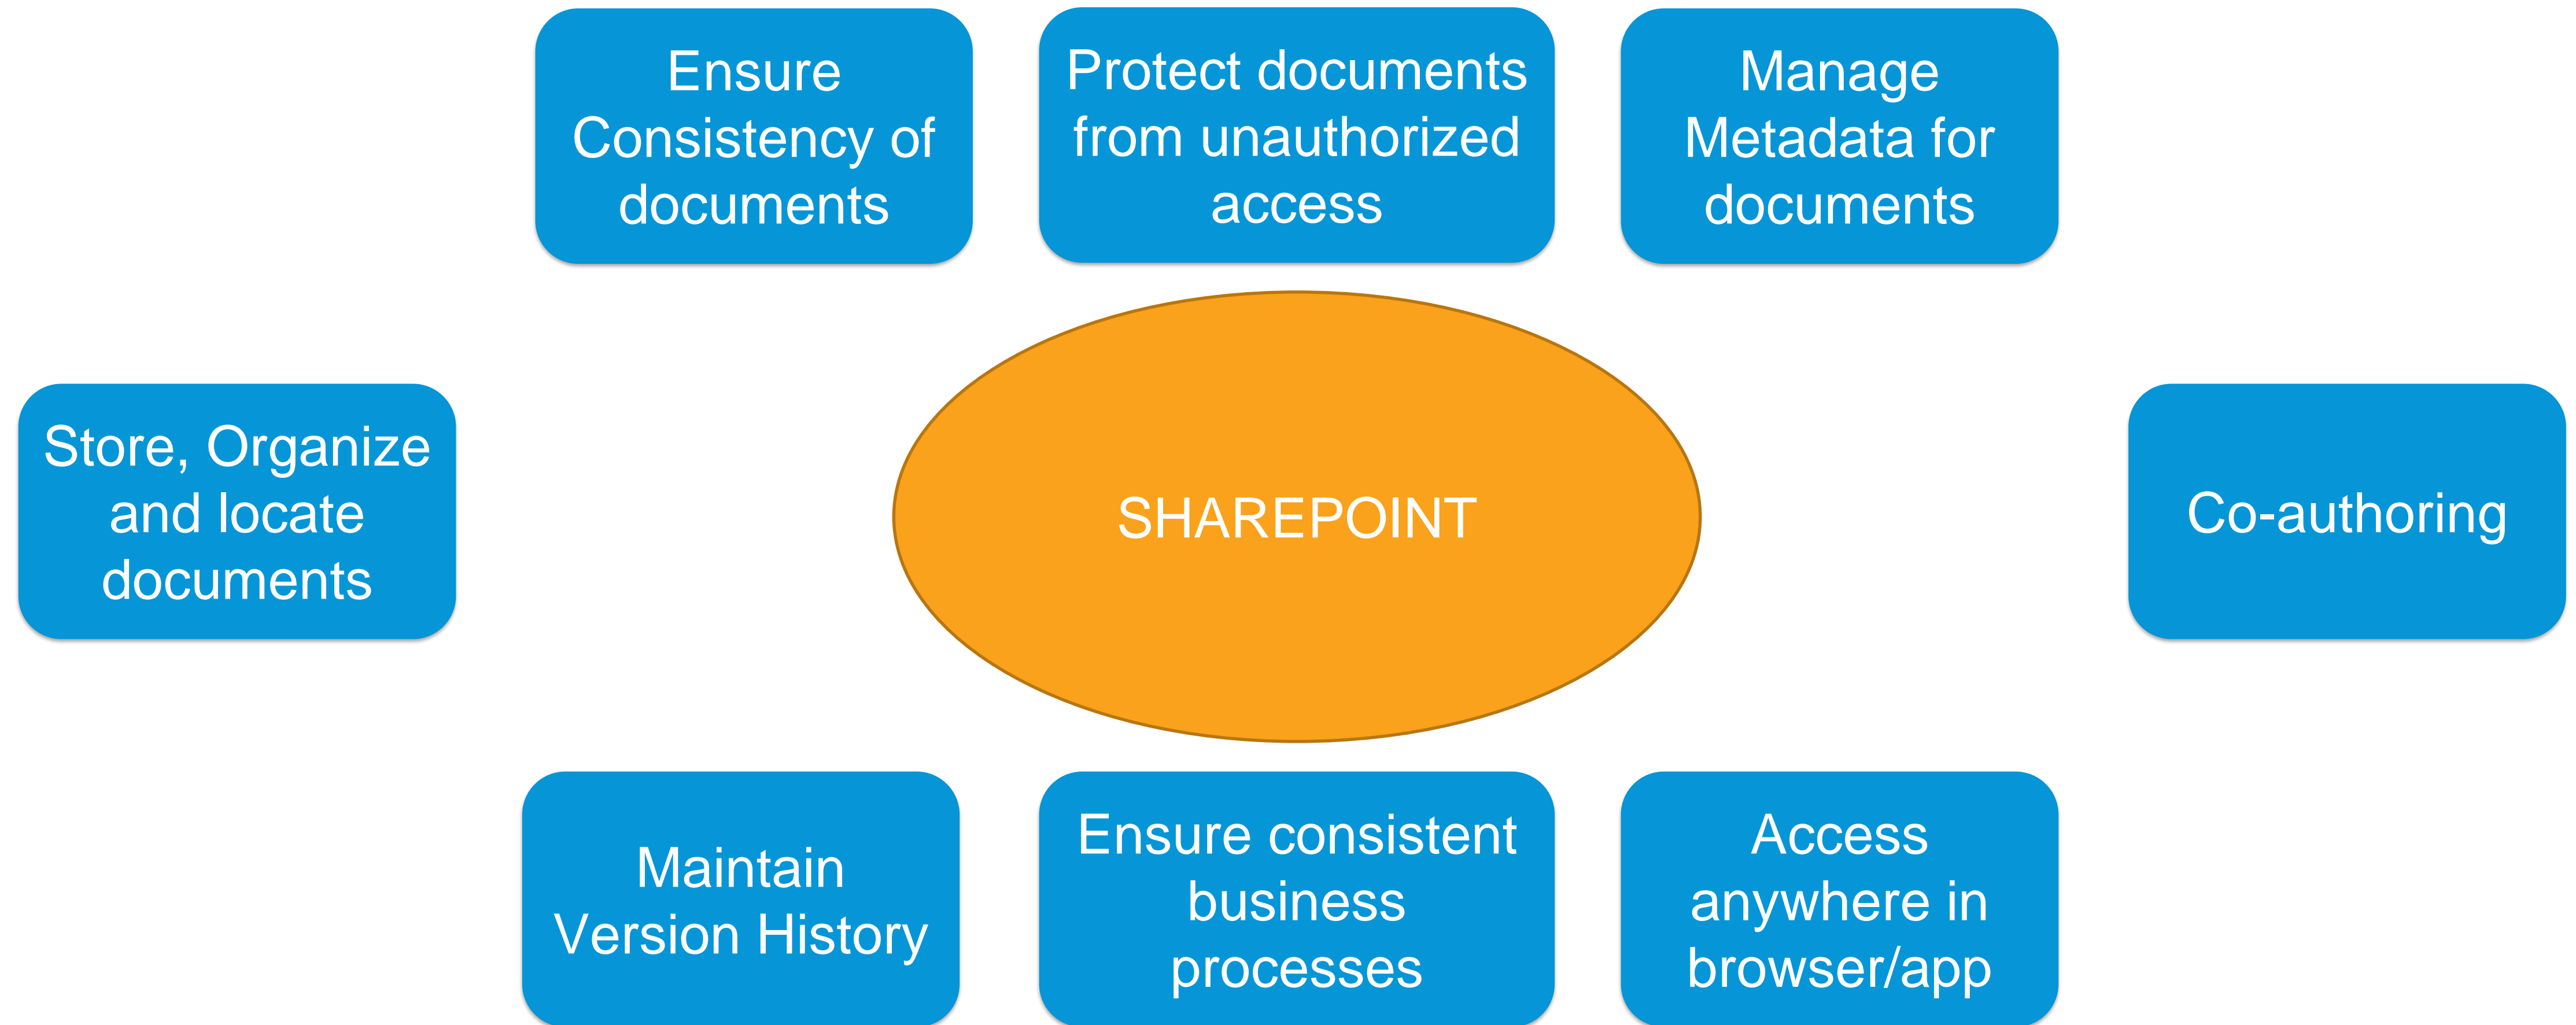 Ensure
Consistency of
documents
Protect documents
from unauthorized
access
Manage
Metadata for
documents
Store, Organize
and locate
documents
SHAREPOINT
Co-authoring
Maintain
Version History
Ensure consistent
business
processes
Access
anywhere in
browser/app